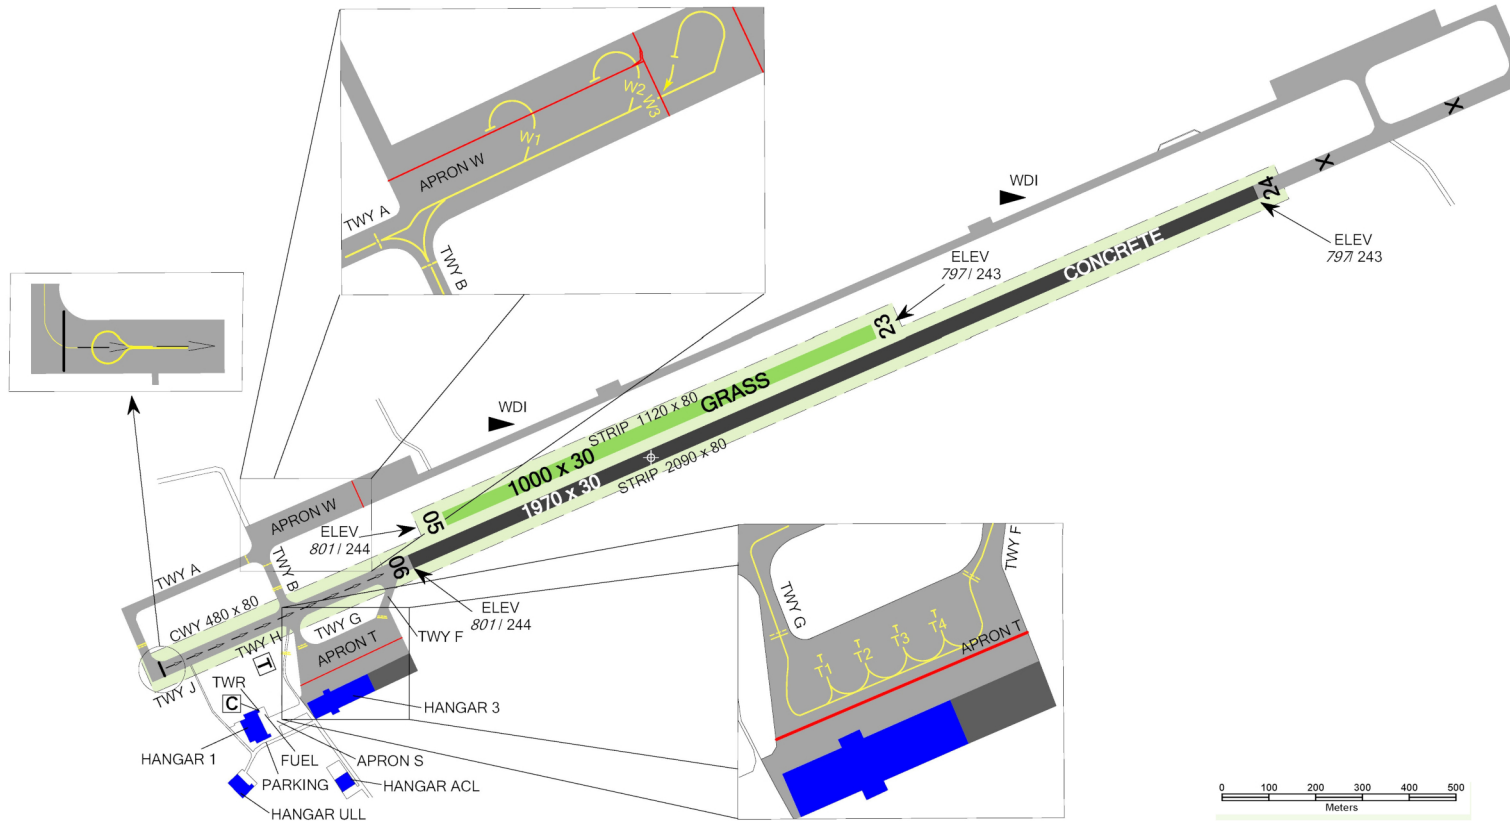 W2
W3
W1
APRON W
TWY A
TWY B
WDI
24
ELEV
797/ 243
CONCRETE
ELEV
797/ 243
23
GRASS
STRIP 1120 x 80
WDI
1000 x 30
1970 x 30
STRIP 2090 x 80
APRON W
05
ELEV
801/ 244
06
TWY A
TWY B
CWY 480 x 80
ELEV
801/ 244
TWY G
TWY F
TWY H
APRON T
T
TWY J
TWR
C
HANGAR 3
HANGAR 1
FUEL
APRON S
PARKING
HANGAR ACL
HANGAR ULL
TWY F
TWY G
T
T
T
T
T1
T2
T3
T4
APRON T
0 100 200 300 400 500
Meters
X
X